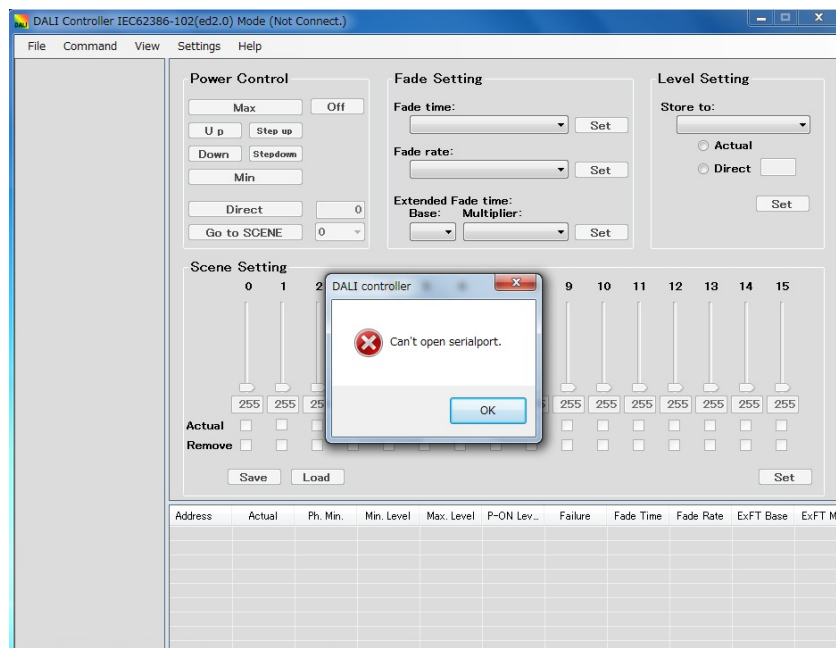 DALI Controller IEC62386-102(ed2.0) Mode (Not Connect.)
File Command View Settings Help
Power Control
Max Off
U p Step up
Down Stepdown
Min
Direct 0
Go to SCENE 0
Fade Setting
Fade time:
Set
Fade rate:
Set
Extended Fade time:
Base: Multiplier:
Set
Level Setting
Store to:
Actual
Direct
Set
Scene Setting
0 1 2 9 10 11 12 13 14 15
DALI controller
Can't open serialport.
OK
255 255 25 255 255 255 255 255 255 255
Actual
Remove
Save Load Set
Address Actual Ph. Min. Min. Level Max. Level P-ON Lev... Failure Fade Time Fade Rate ExFT Base ExFT M